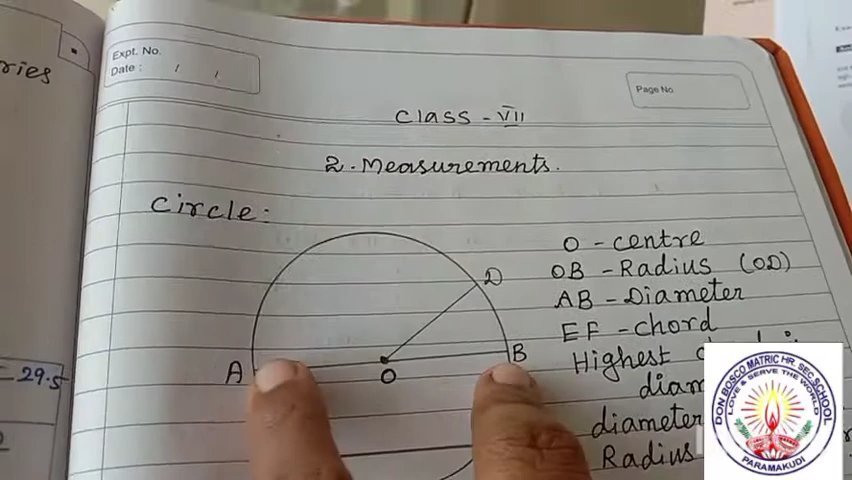 ries
29.5
Expt. No.
Date : / /
Page No.
Class - VII
2. Measurements.
Circle:
D
A
O
B
O - centre
OB - Radius (OD)
AB - Diameter
EF - chord
Highest
diameter
Radius
DON BOSCO MATRIC HR. SEC SCHOOL
LOVE & SERVE THE WORLD
PARAMAKUDI